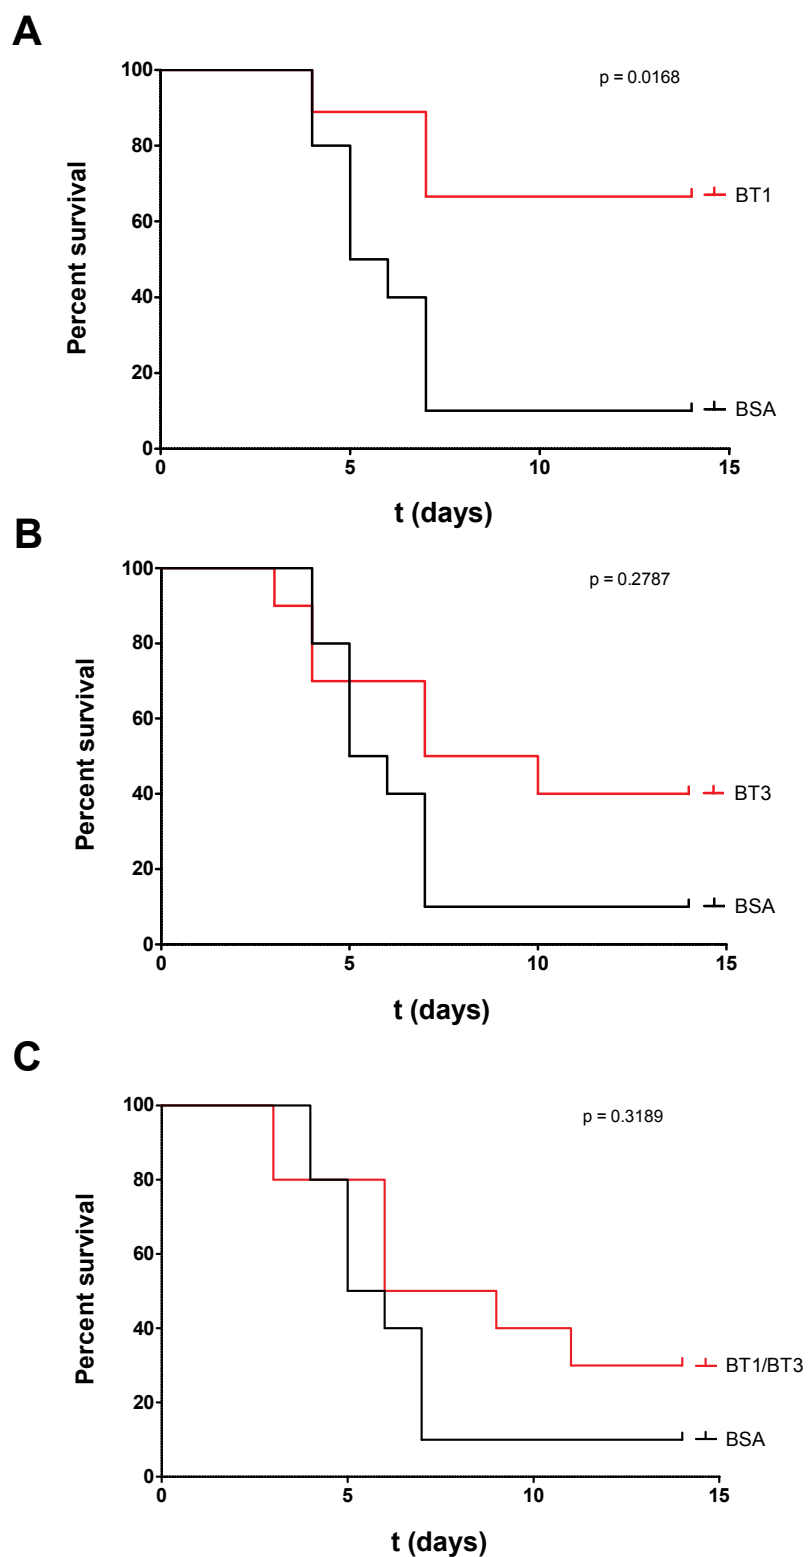 A
p = 0.0168
Percent survival
100
80
60
40
20
0
BT1
BSA
0 5 10 15
t (days)
B
p = 0.2787
Percent survival
100
80
60
40
20
0
BT3
BSA
0 5 10 15
t (days)
C
p = 0.3189
Percent survival
100
80
60
40
20
0
BT1/BT3
BSA
0 5 10 15
t (days)